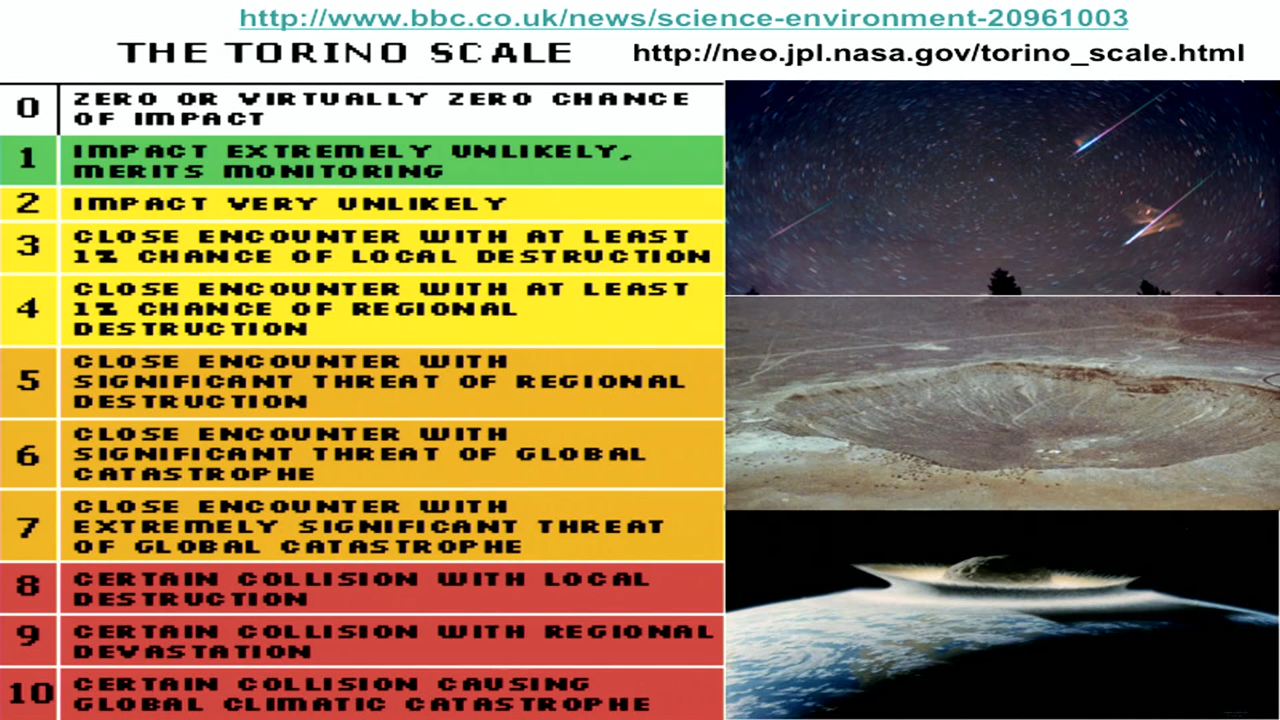 http://www.bbc.co.uk/news/science-environment-20961003
THE TORINO SCALE
http://neo.jpl.nasa.gov/torino_scale.html
0
ZERO OR VIRTUALLY ZERO CHANCE
OF IMPACT
1
IMPACT EXTREMELY UNLIKELY,
MERITS MONITORING
2
IMPACT VERY UNLIKELY
3
CLOSE ENCOUNTER WITH AT LEAST
1% CHANCE OF LOCAL DESTRUCTION
4
CLOSE ENCOUNTER WITH AT LEAST
1% CHANCE OF REGIONAL
DESTRUCTION
5
CLOSE ENCOUNTER WITH
SIGNIFICANT THREAT OF REGIONAL
DESTRUCTION
6
CLOSE ENCOUNTER WITH
SIGNIFICANT THREAT OF GLOBAL
CATASTROPHE
7
CLOSE ENCOUNTER WITH
EXTREMELY SIGNIFICANT THREAT
OF GLOBAL CATASTROPHE
8
CERTAIN COLLISION WITH LOCAL
DESTRUCTION
9
CERTAIN COLLISION WITH REGIONAL
DEVASTATION
10
CERTAIN COLLISION CAUSING
GLOBAL CLIMATIC CATASTROPHE